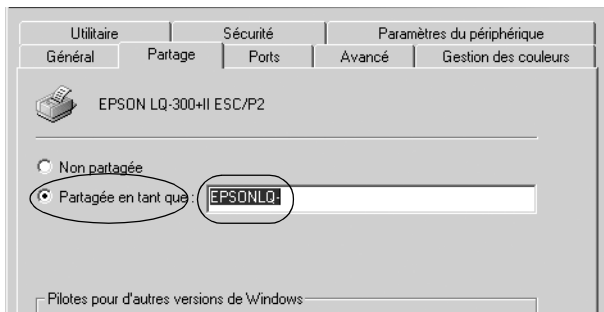 Utilitaire Sécurité Paramètres du périphérique
Général Partage Ports Avancé Gestion des couleurs
EPSON LQ-300+II ESC/P2
Non partagée
Partagée en tant que : EPSONLQ-
Pilotes pour d'autres versions de Windows